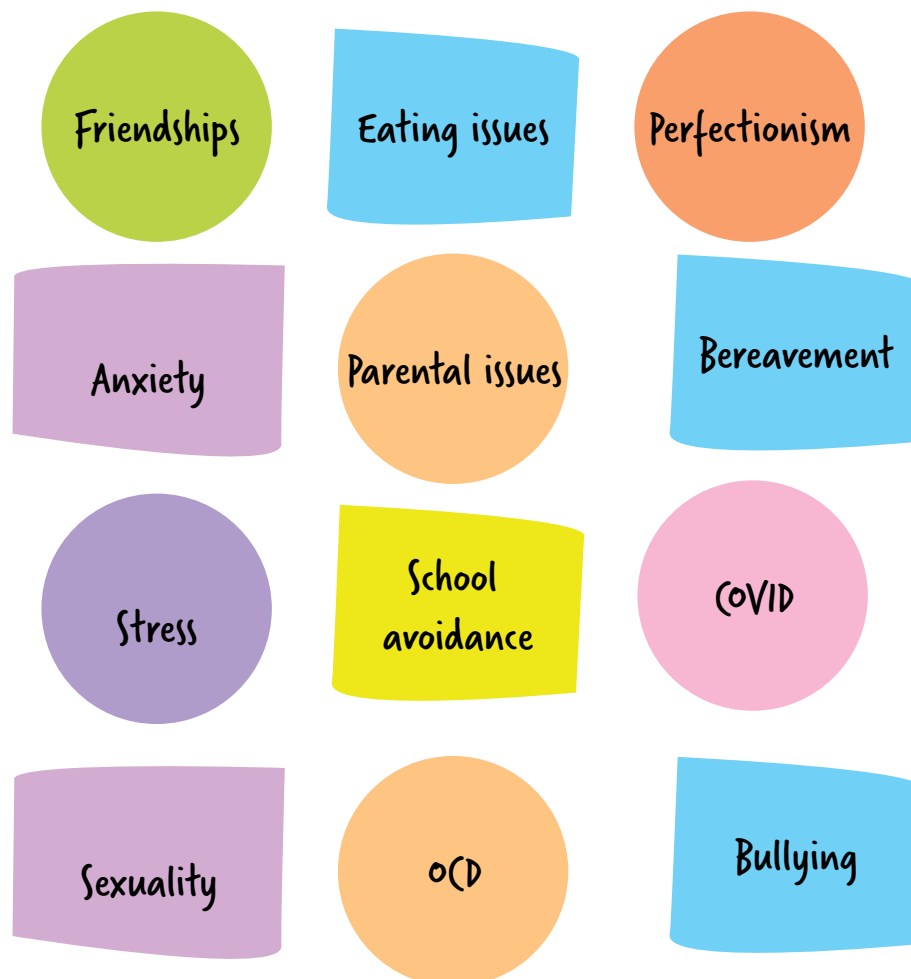 Friendships
Eating issues
Perfectionism
Anxiety
Parental issues
Bereavement
Stress
School
avoidance
COVID
Sexuality
OCD
Bullying